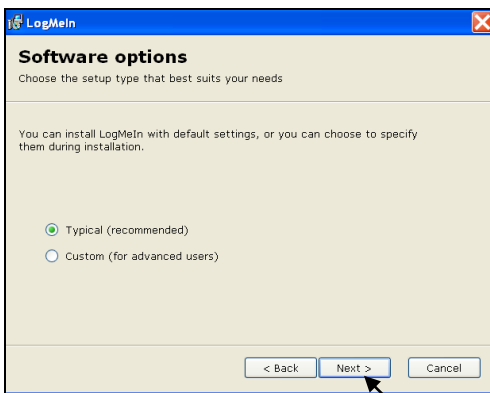 LogMeIn
Software options
Choose the setup type that best suits your needs
You can install LogMeIn with default settings, or you can choose to specify
them during installation.
Typical (recommended)
Custom (for advanced users)
< Back
Next >
Cancel